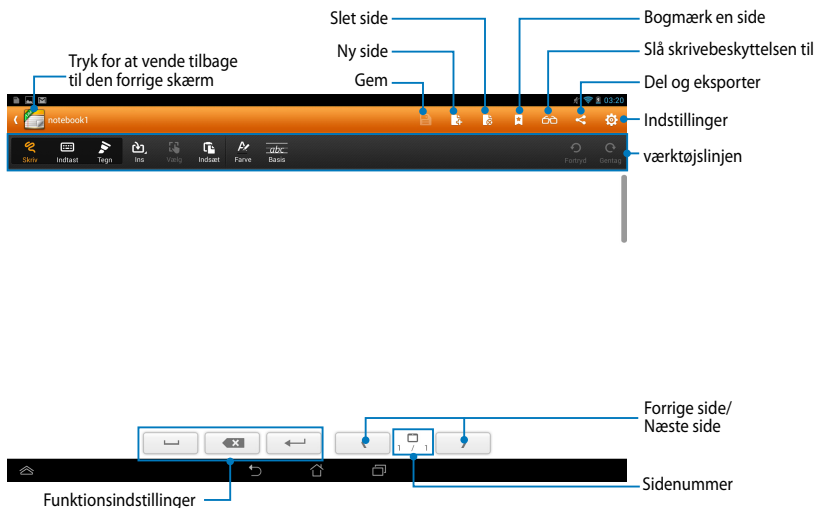 Slet side
Bogmærk en side
Ny side
Slå skrivebeskyttelsen til
Tryk for at vende tilbage
til den forrige skærm
Gem
Del og eksporter
03:20
notebook1
Indstillinger
Skriv
Indtast
Tegn
Ins
Vælg
Indsæt
Farve
abc
Basis
Fortryd
Gentag
værktøjslinjen
Forrige side/
Næste side
1 / 1
Sidenummer
Funktionsindstillinger